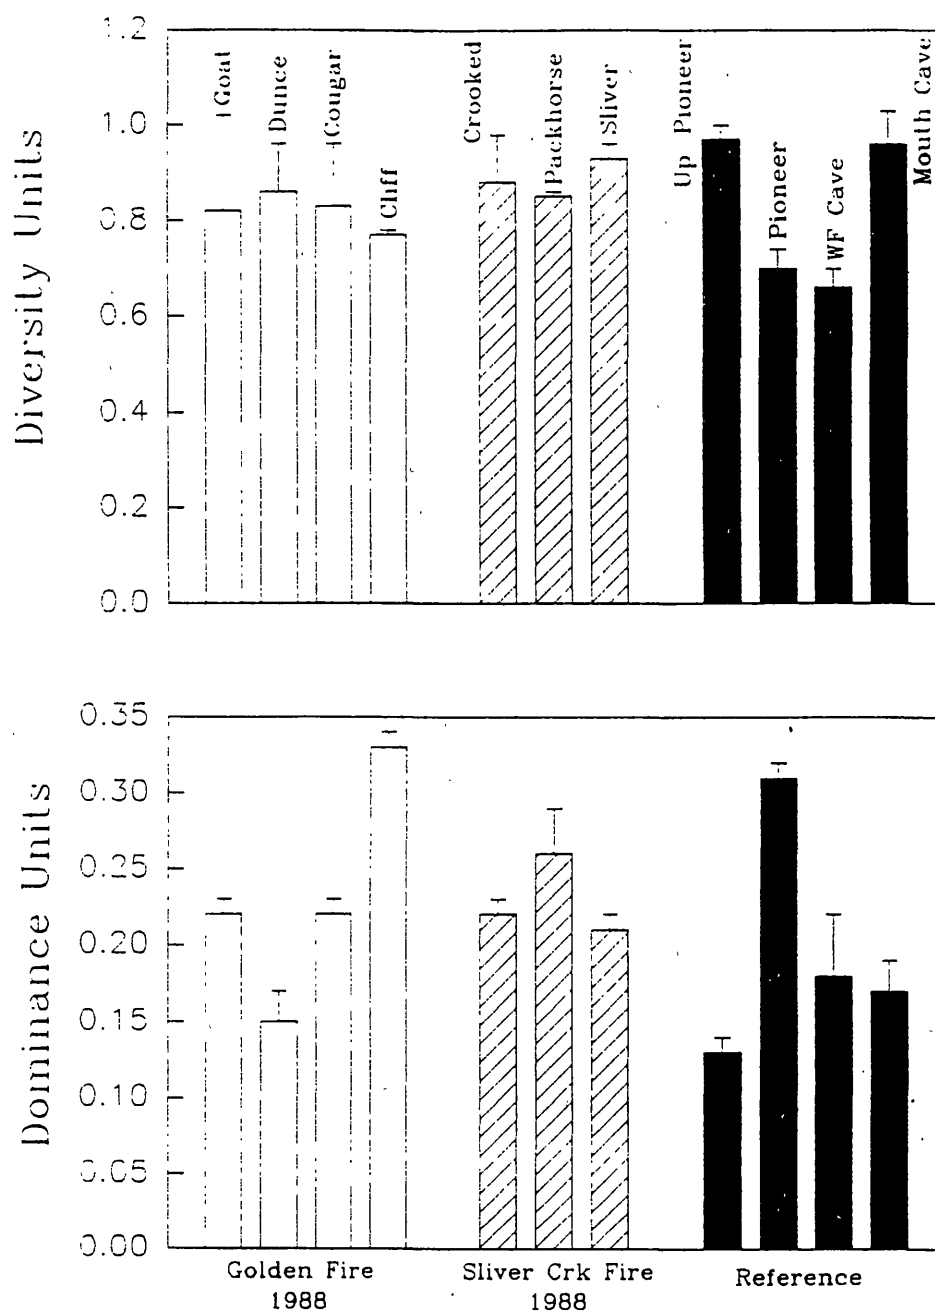 Diversity Units
1.2
1.0
0.8
0.6
0.4
0.2
0.0
Goat
Dunce
Cougar
Cliff
Crooked
Packhorse
Sliver
Up Pioneer
Pioneer
WF Cave
Mouth Cave
Dominance Units
0.35
0.30
0.25
0.20
0.15
0.10
0.05
0.00
Golden Fire
1988
Sliver Crk Fire
1988
Reference